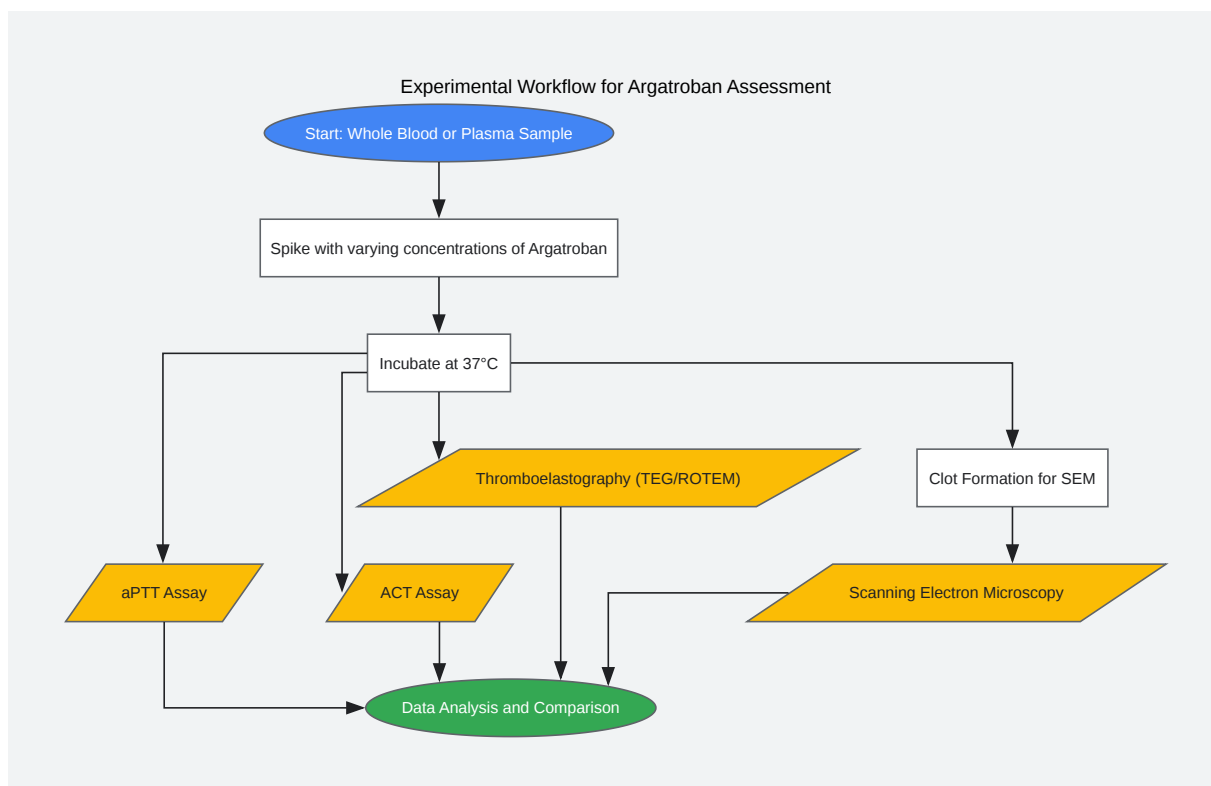 Experimental Workflow for Argatroban Assessment
Start: Whole Blood or Plasma Sample
Spike with varying concentrations of Argatroban
Incubate at 37°C
Thromboelastography (TEG/ROTEM)
Clot Formation for SEM
aPTT Assay
ACT Assay
Scanning Electron Microscopy
Data Analysis and Comparison